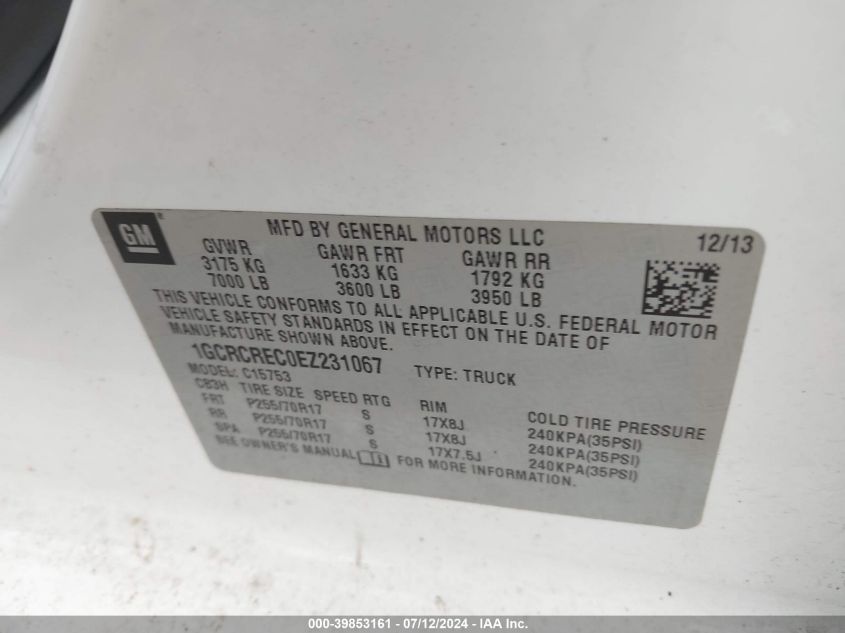 GM®
MFD BY GENERAL MOTORS LLC 12/13
GVWR GAWR FRT GAWR RR
3175 KG 1633 KG 1792 KG
7000 LB 3600 LB 3950 LB
THIS VEHICLE CONFORMS TO ALL APPLICABLE U.S. FEDERAL MOTOR
VEHICLE SAFETY STANDARDS IN EFFECT ON THE DATE OF
MANUFACTURE SHOWN ABOVE.
1GCRCREC0EZ231067 TYPE: TRUCK
MODEL: C15753
C83H TIRE SIZE SPEED RTG RIM COLD TIRE PRESSURE
FRT P255/70R17 S 17X8J 240KPA(35PSI)
RR P255/70R17 S 17X8J 240KPA(35PSI)
SPA P255/70R17 S 17X7.5J 240KPA(35PSI)
SEE OWNER'S MANUAL FOR MORE INFORMATION.
000-39853161 - 07/12/2024 - IAA Inc.